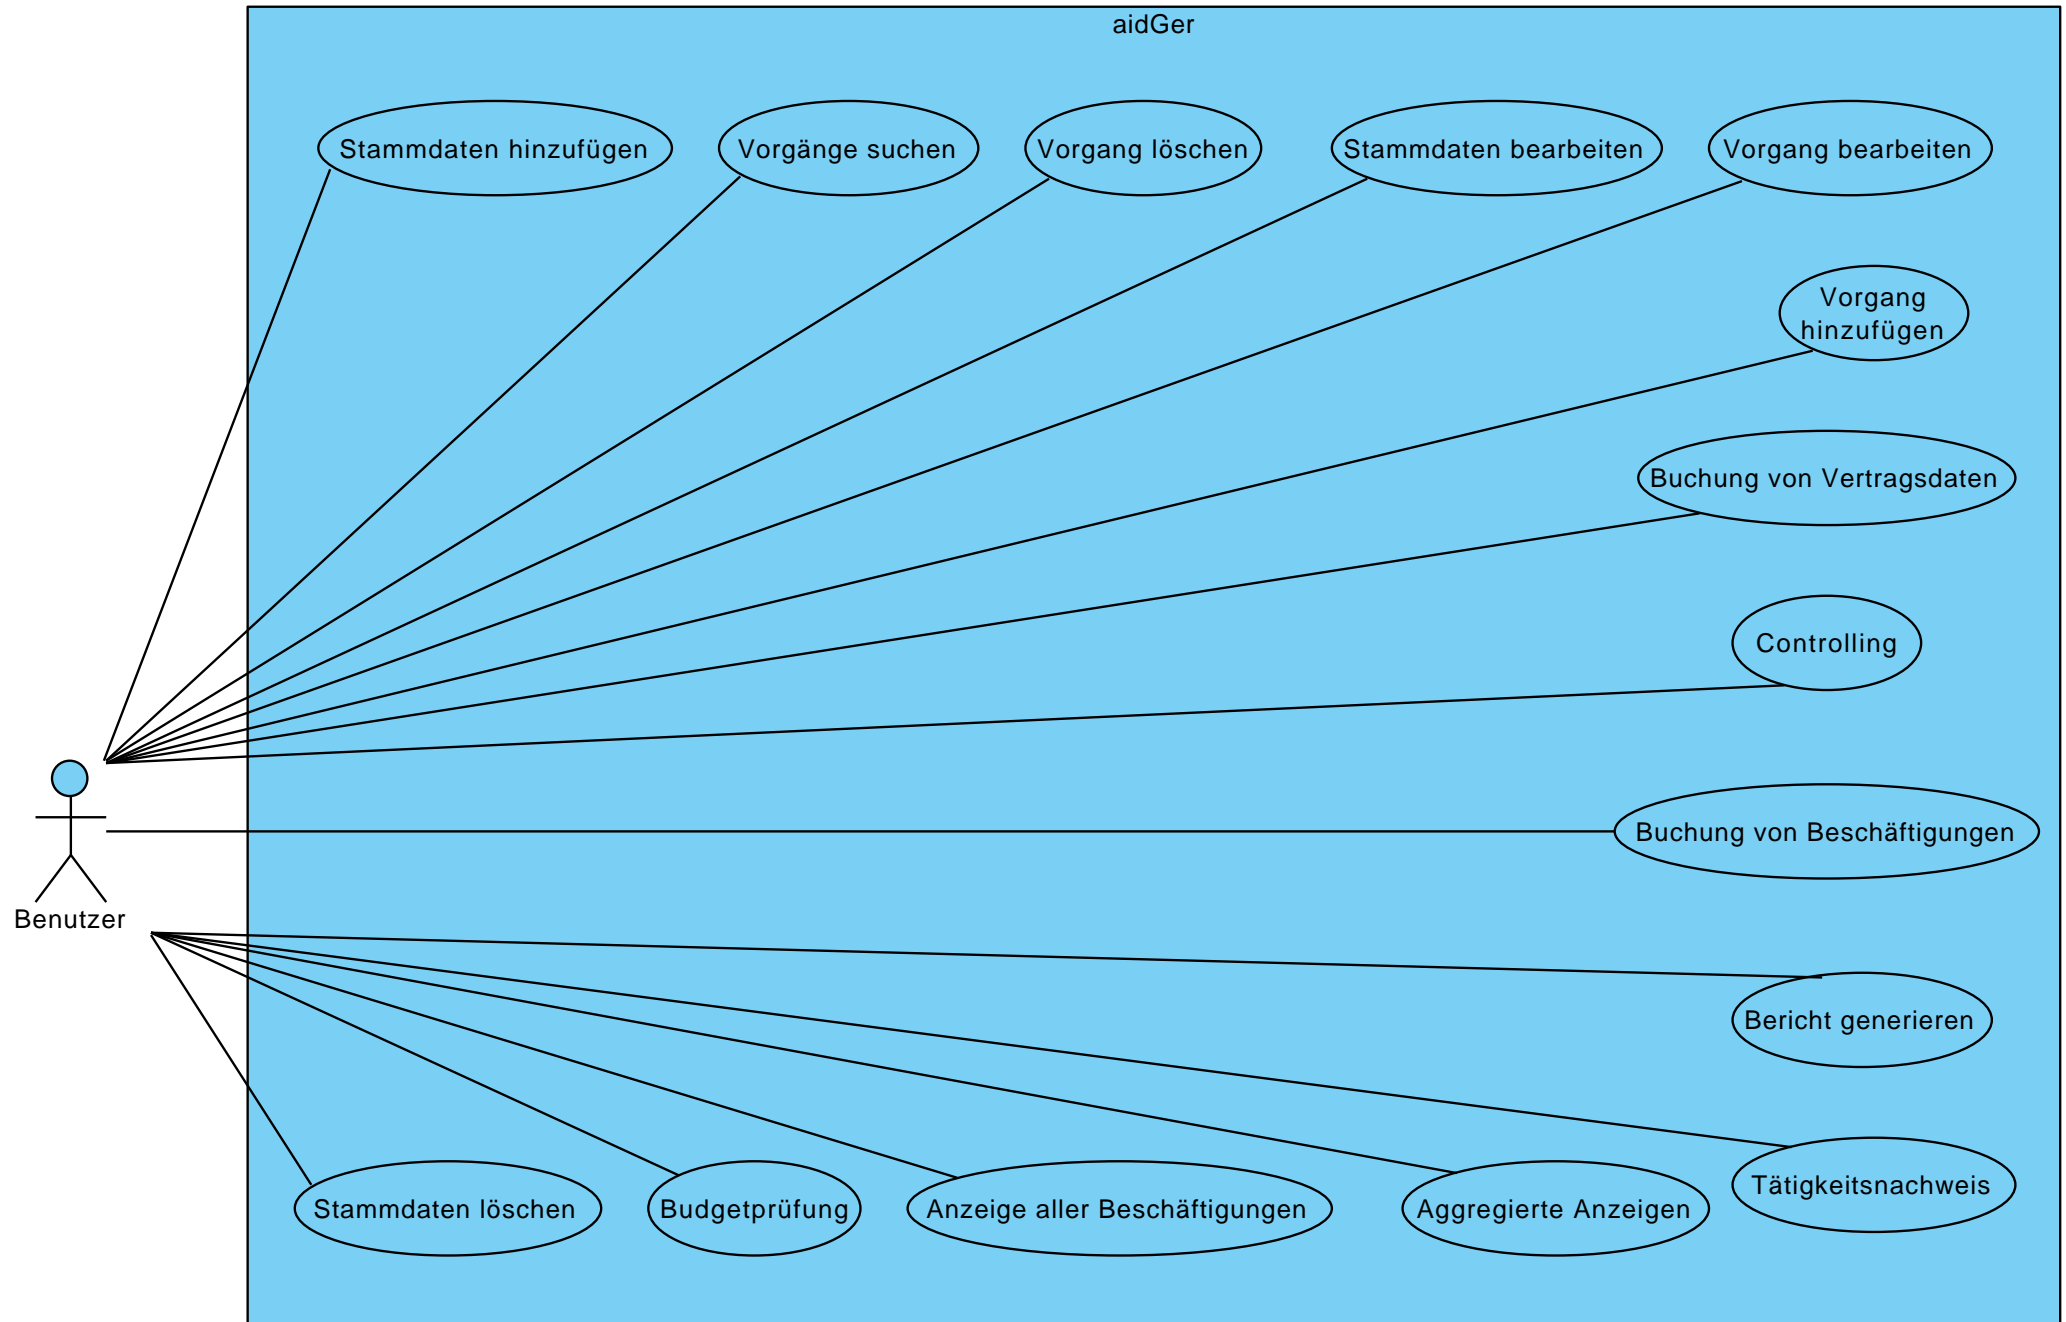 aidGer
Stammdaten hinzufügen
Vorgänge suchen
Vorgang löschen
Stammdaten bearbeiten
Vorgang bearbeiten
Vorgang
hinzufügen
Buchung von Vertragsdaten
Controlling
Buchung von Beschäftigungen
Benutzer
Bericht generieren
Stammdaten löschen
Budgetprüfung
Anzeige aller Beschäftigungen
Aggregierte Anzeigen
Tätigkeitsnachweis